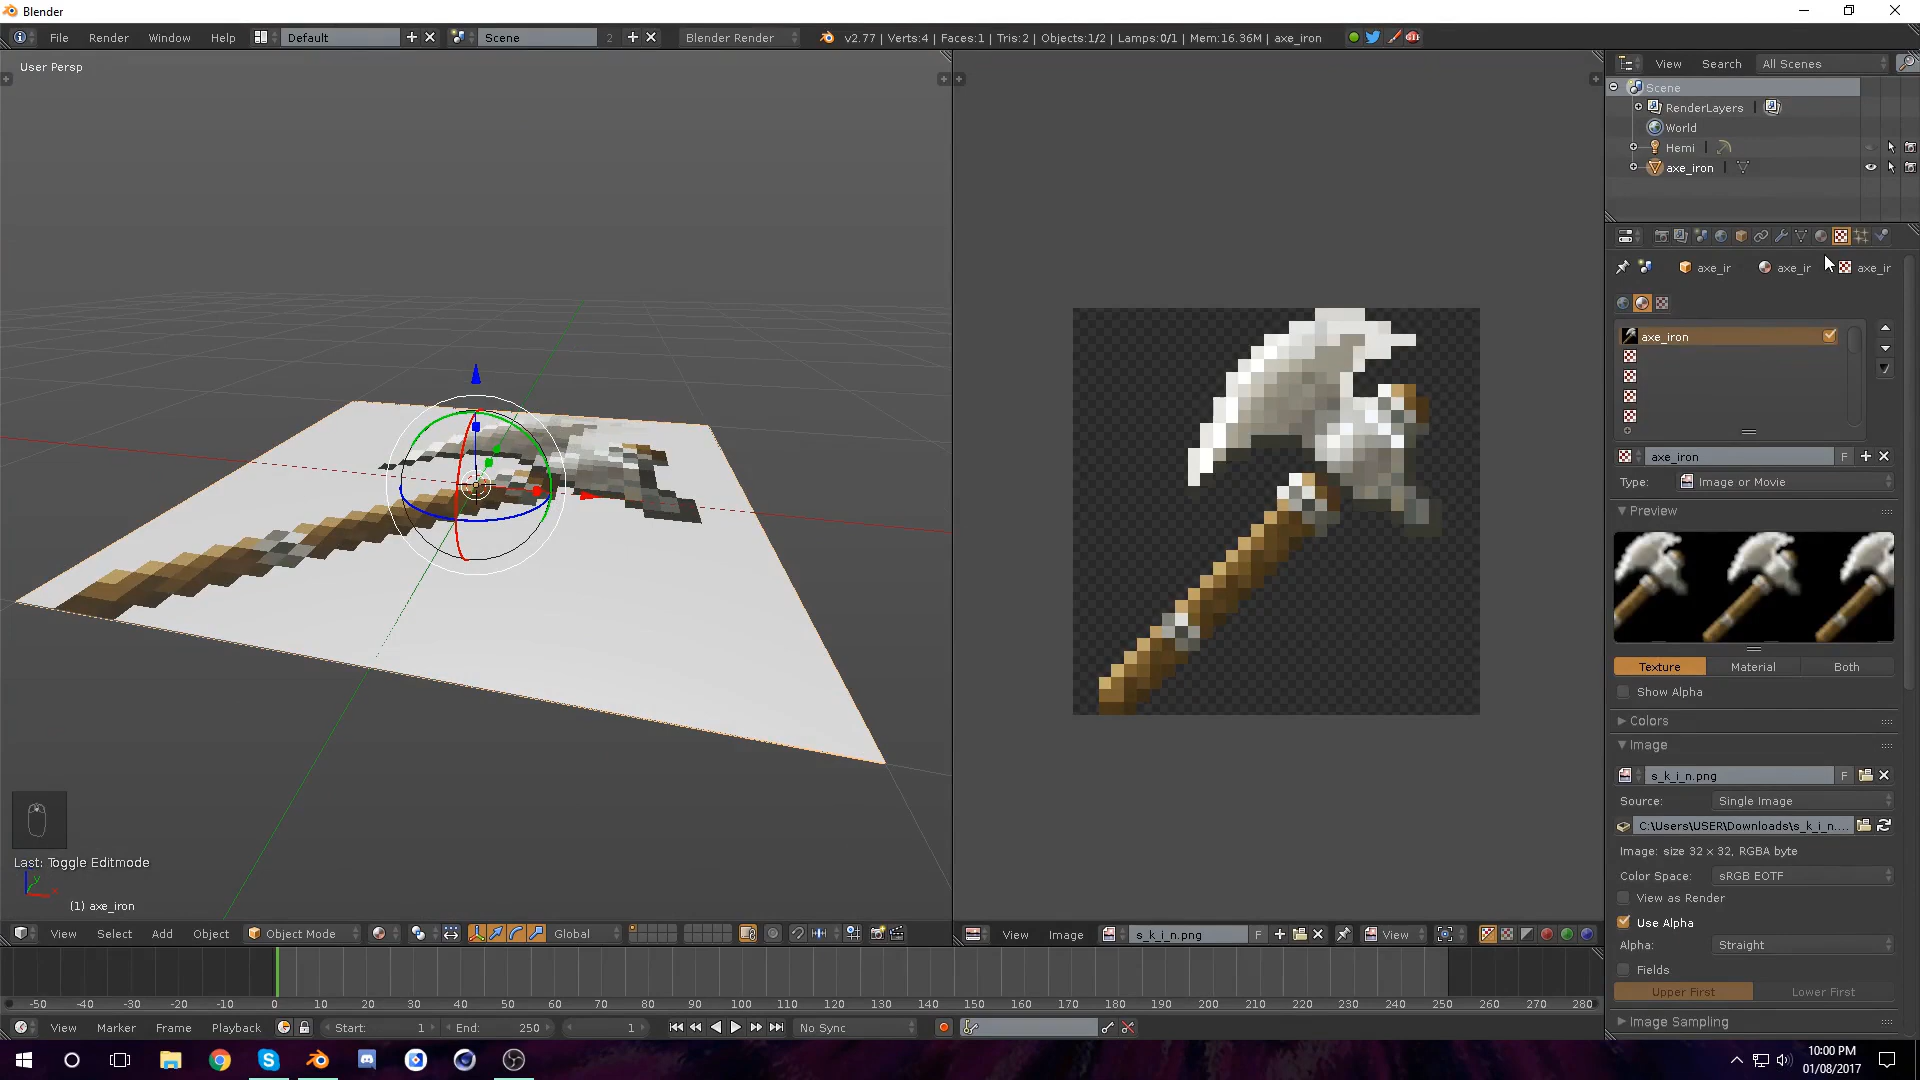 Blender
File Render Window Help Default Scene 2 Blender Render v2.77 | Verts:4 | Faces:1 | Tris:2 | Objects:1/2 | Lamps:0/1 | Mem:16.36M | axe_iron
User Persp
View Search All Scenes
Scene
RenderLayers
World
Hemi
axe_iron
axe_ir axe_ir axe_ir
axe_iron
axe_iron F
Type: Image or Movie
Preview
Texture Material Both
Show Alpha
Colors
Image
s_k_i_n.png F
Source: Single Image
C:\Users\USER\Downloads\s_k_i_n....
Image: size 32 x 32, RGBA byte
Color Space: sRGB EOTF
View as Render
Use Alpha
Alpha: Straight
Fields
Upper First Lower First
Image Sampling
Last: Toggle Editmode
(1) axe_iron
View Select Add Object Object Mode Global
View Image s_k_i_n.png F View
-50 -40 -30 -20 -10 0 10 20 30 40 50 60 70 80 90 100 110 120 130 140 150 160 170 180 190 200 210 220 230 240 250 260 270 280
View Marker Frame Playback Start: 1 End: 250 1 No Sync
10:00 PM
01/08/2017